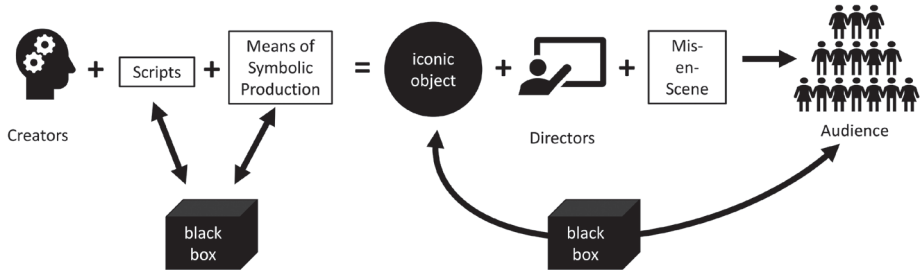 Creators
+
Scripts
+
Means of
Symbolic
Production
=
iconic
object
+
Directors
+
Mis-
en-
Scene
Audience
black
box
black
box